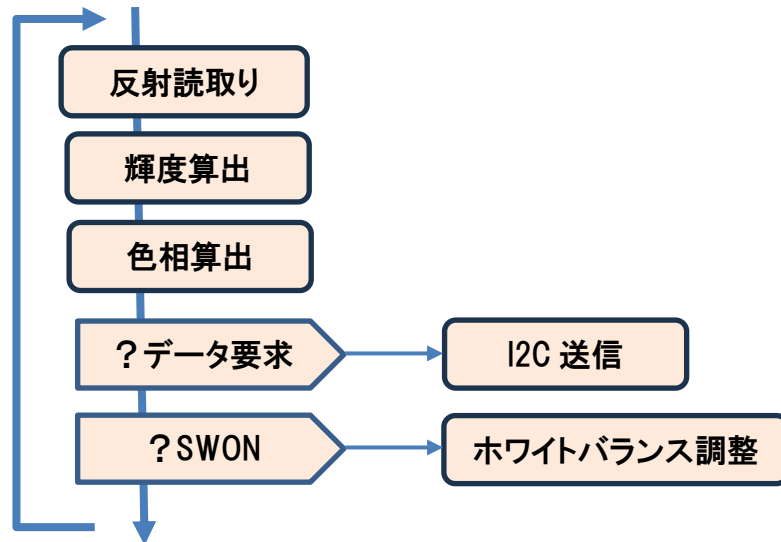 反射読取り
輝度算出
色相算出
？データ要求
I2C 送信
？SWON
ホワイトバランス調整